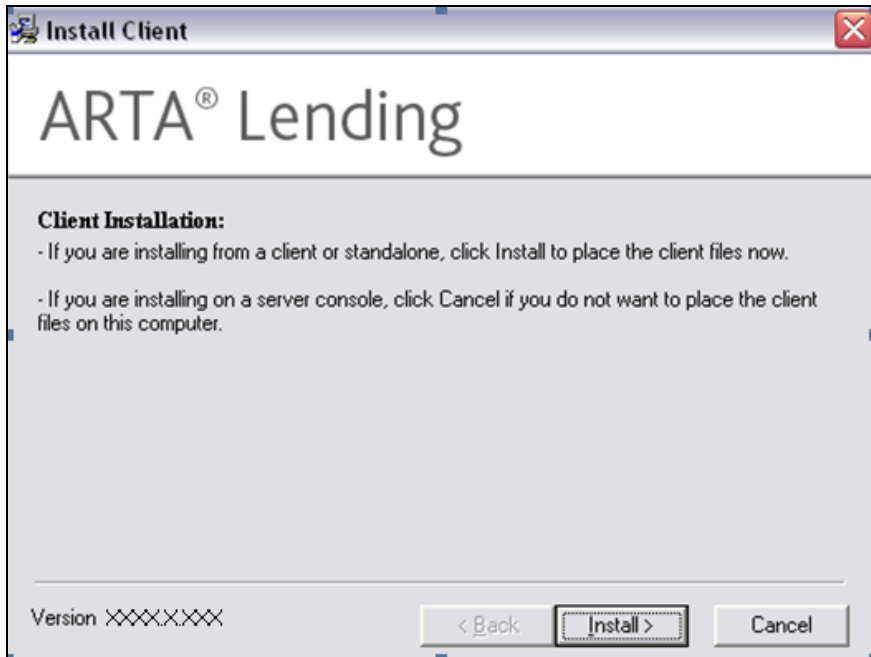 Install Client
ARTA® Lending
Client Installation:
- If you are installing from a client or standalone, click Install to place the client files now.
- If you are installing on a server console, click Cancel if you do not want to place the client
files on this computer.
Version XXXX.X.XXX
< Back
Install >
Cancel